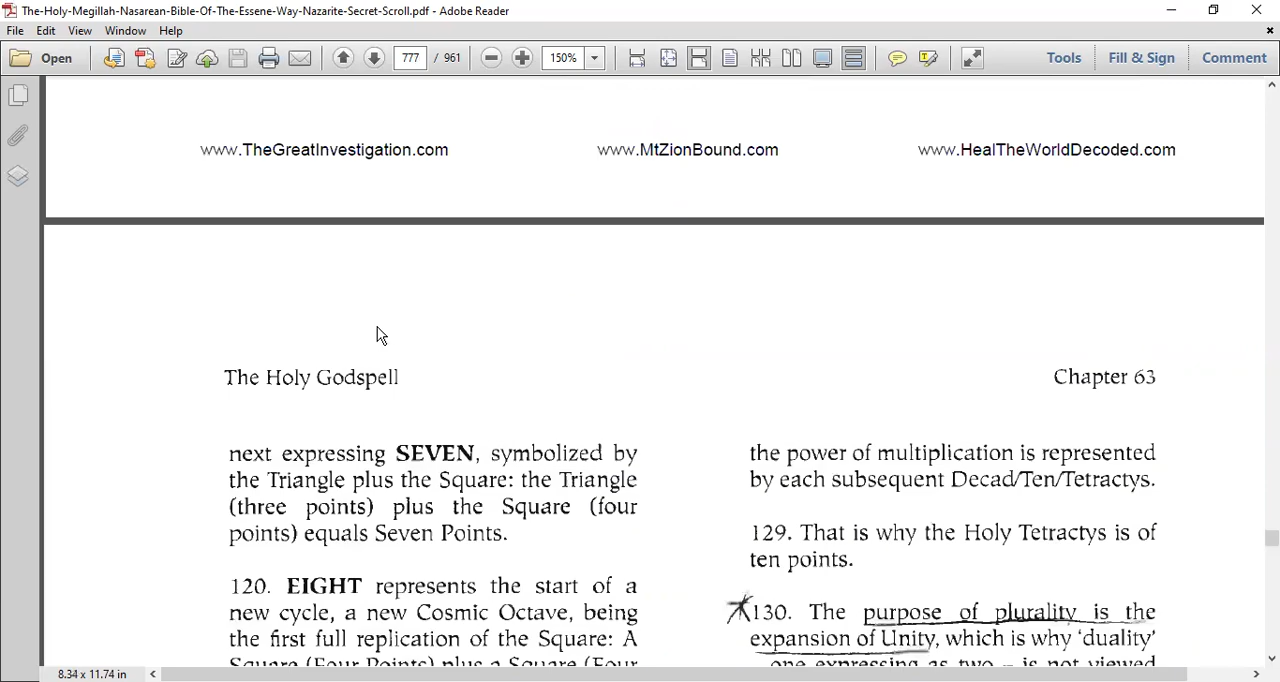 The-Holy-Megillah-Nasarean-Bible-Of-The-Essene-Way-Nazarite-Secret-Scroll.pdf - Adobe Reader
File Edit View Window Help
Open 777 / 961 150% Tools Fill & Sign Comment
www.TheGreatInvestigation.com www.MtZionBound.com www.HealTheWorldDecoded.com
The Holy Godspell Chapter 63
next expressing SEVEN, symbolized by
the Triangle plus the Square: the Triangle
(three points) plus the Square (four
points) equals Seven Points.
120. EIGHT represents the start of a
new cycle, a new Cosmic Octave, being
the first full replication of the Square: A
Square (Four Points) plus a Square (Four
the power of multiplication is represented
by each subsequent Decad/Ten/Tetractys.
129. That is why the Holy Tetractys is of
ten points.
130. The purpose of plurality is the
expansion of Unity, which is why 'duality'
– one expressing as two – is not viewed
8.34 x 11.74 in